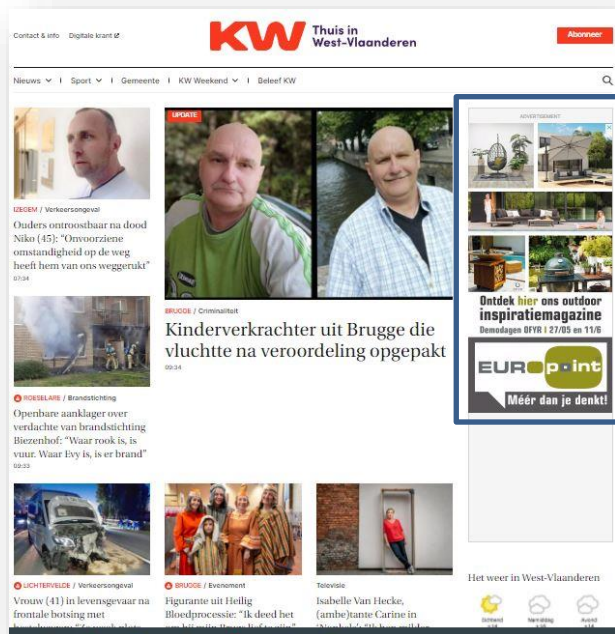 Contact & info Digitale krant
KW Thuis in
West-Vlaanderen
Abonneer
Nieuws Sport Gemeente KW Weekend Beleef KW
IZEGEM / Verkeersongeval
Ouders ontroostbaar na dood
Niko (45): “Onvoorziene
omstandigheid op de weg
heeft hem van ons weggerukt”
07:34
ROESELARE / Brandstichting
Openbare aanklager over
verdachte van brandstichting
Biezenhof: “Waar rook is, is
vuur. Waar Evy is, is er brand”
09:33
UPDATE
BRUGGE / Criminaliteit
Kinderverkrachter uit Brugge die
vluchtte na veroordeling opgepakt
09:34
ADVERTISEMENT
Ontdek hier ons outdoor
inspiratiemagazine
Demodagen OFYR I 27/05 en 11/6
EUROpoint
Méér dan je denkt!
LICHTERVELDE / Verkeersongeval
Vrouw (41) in levensgevaar na
frontale botsing met
BRUGGE / Evenement
Figurante uit Heilig
Bloedprocessie: “Ik deed het
Televisie
Isabelle Van Hecke,
(ambe)tante Carine in
Het weer in West-Vlaanderen
Ochtend Namiddag Avond